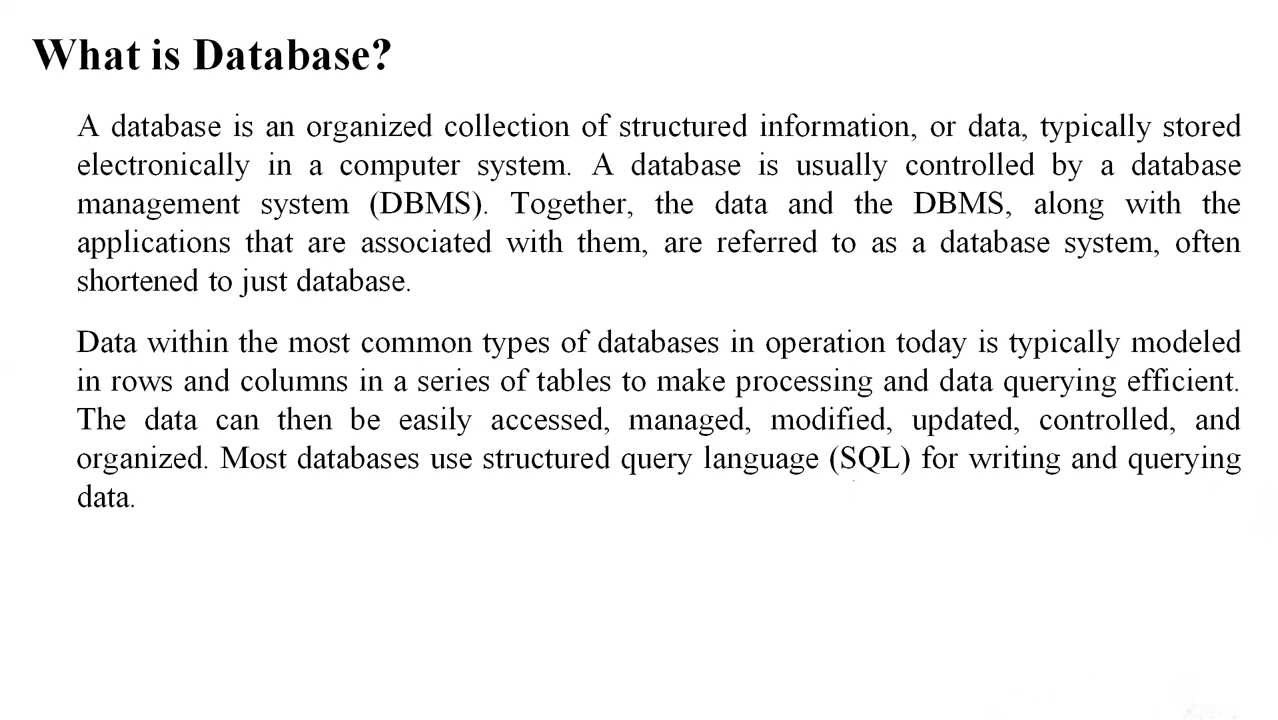 What is Database?
A database is an organized collection of structured information, or data, typically stored
electronically in a computer system. A database is usually controlled by a database
management system (DBMS). Together, the data and the DBMS, along with the
applications that are associated with them, are referred to as a database system, often
shortened to just database.
Data within the most common types of databases in operation today is typically modeled
in rows and columns in a series of tables to make processing and data querying efficient.
The data can then be easily accessed, managed, modified, updated, controlled, and
organized. Most databases use structured query language (SQL) for writing and querying
data.